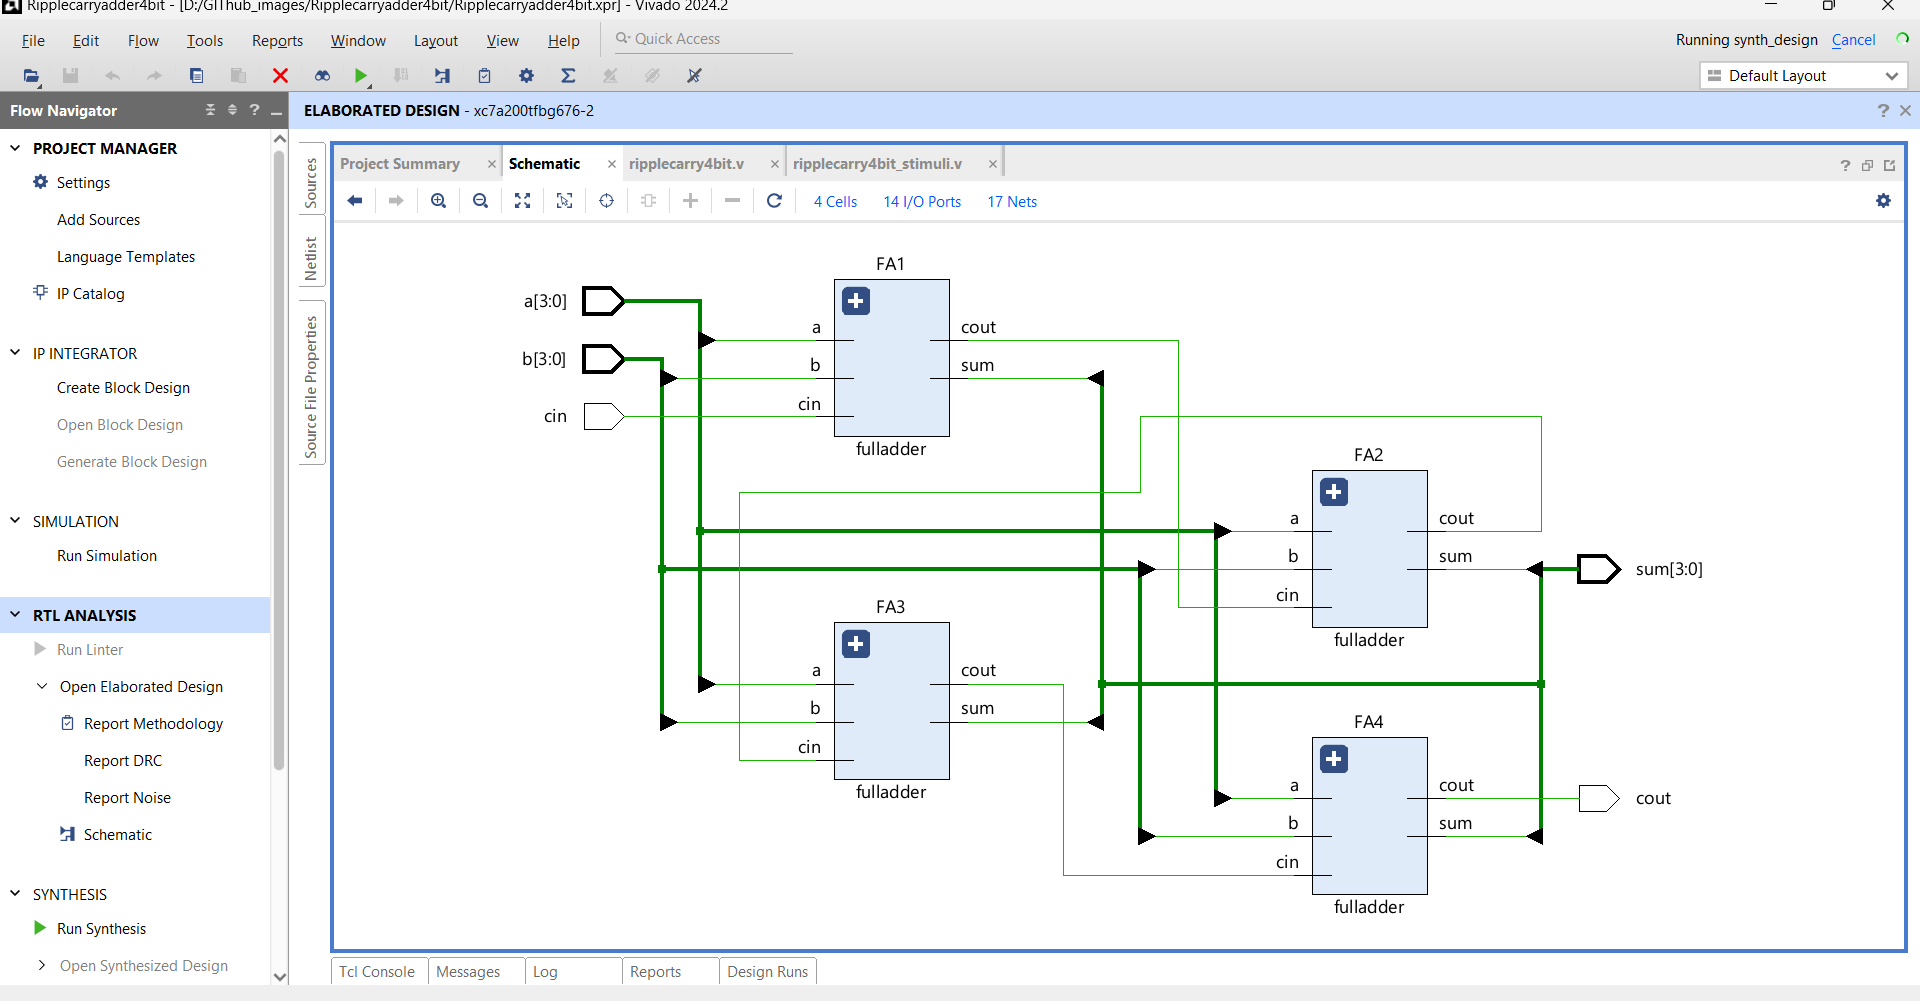 Ripplecarryadder4bit - [D:/GIThub_images/Ripplecarryadder4bit/Ripplecarryadder4bit.xpr] - Vivado 2024.2
File Edit Flow Tools Reports Window Layout View Help Quick Access
Running synth_design Cancel
Default Layout
Flow Navigator
ELABORATED DESIGN - xc7a200tfbg676-2
PROJECT MANAGER
Settings
Add Sources
Language Templates
IP Catalog
IP INTEGRATOR
Create Block Design
Open Block Design
Generate Block Design
SIMULATION
Run Simulation
RTL ANALYSIS
Run Linter
Open Elaborated Design
Report Methodology
Report DRC
Report Noise
Schematic
SYNTHESIS
Run Synthesis
Open Synthesized Design
Sources
Netlist
Source File Properties
Project Summary Schematic ripplecarry4bit.v ripplecarry4bit_stimuli.v
4 Cells 14 I/O Ports 17 Nets
a[3:0]
b[3:0]
cin
FA1
a cout
b sum
cin
fulladder
FA2
a cout
b sum
cin
fulladder
sum[3:0]
FA3
a cout
b sum
cin
fulladder
FA4
a cout
b sum
cin
fulladder
cout
Tcl Console Messages Log Reports Design Runs